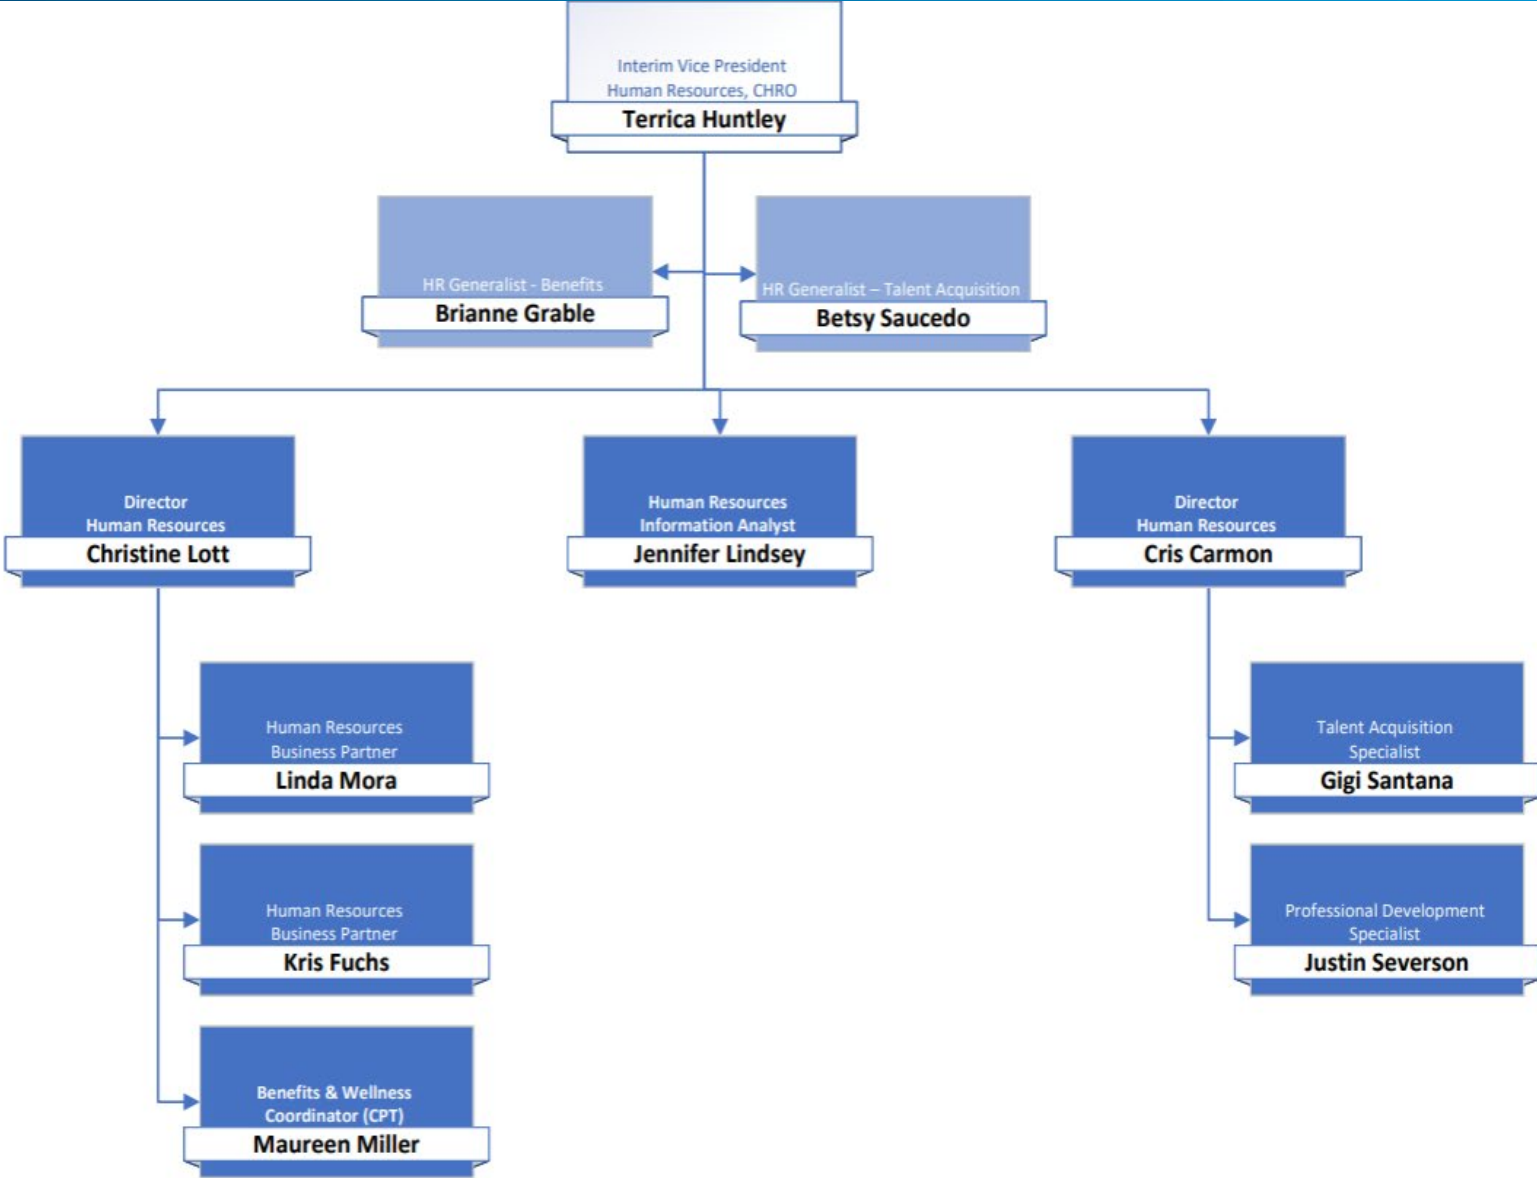 Interim Vice President
Human Resources, CHRO
Terrica Huntley
HR Generalist - Benefits
Brianne Grable
HR Generalist – Talent Acquisition
Betsy Saucedo
Director
Human Resources
Christine Lott
Human Resources
Information Analyst
Jennifer Lindsey
Director
Human Resources
Cris Carmon
Human Resources
Business Partner
Linda Mora
Talent Acquisition
Specialist
Gigi Santana
Human Resources
Business Partner
Kris Fuchs
Professional Development
Specialist
Justin Severson
Benefits & Wellness
Coordinator (CPT)
Maureen Miller